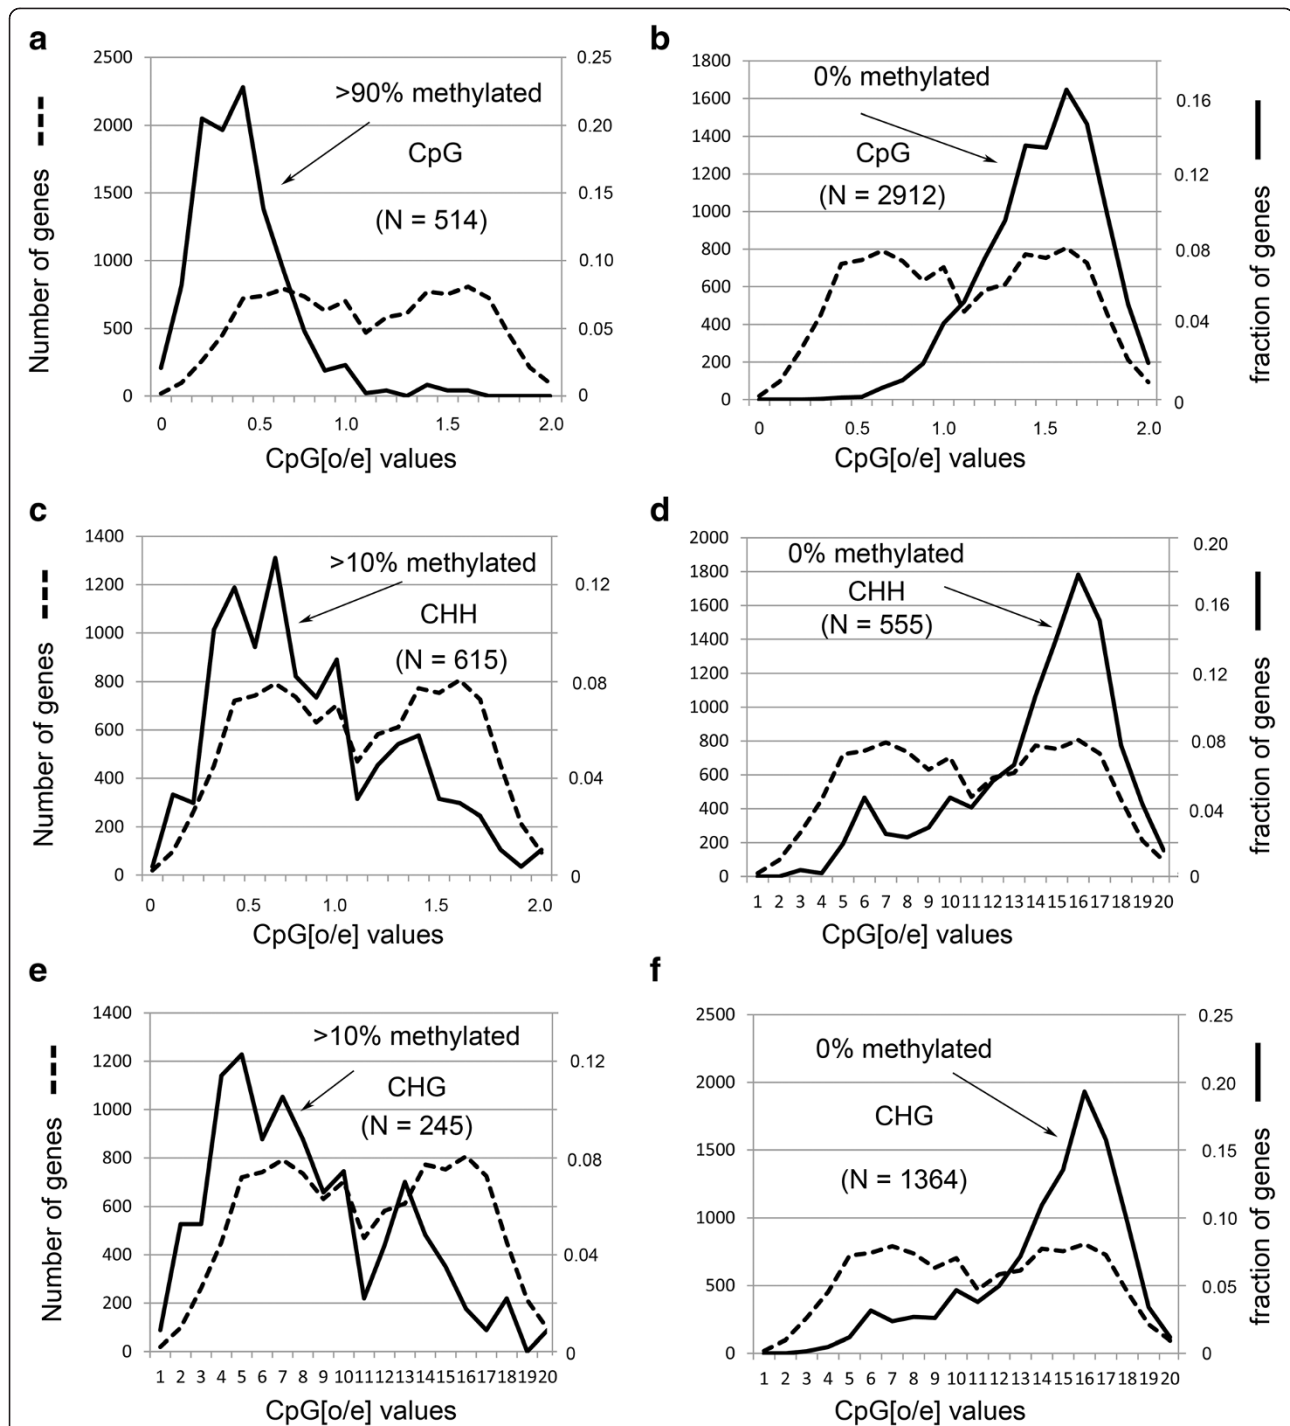 a
2500
2000
1500
1000
500
0
0.25
0.20
0.15
0.10
0.05
0
>90% methylated
CpG
(N = 514)
0 0.5 1.0 1.5 2.0
CpG[o/e] values
Number of genes
b
1800
1600
1400
1200
1000
800
600
400
200
0
0.16
0.12
0.08
0.04
0
0% methylated
CpG
(N = 2912)
0 0.5 1.0 1.5 2.0
CpG[o/e] values
fraction of genes
c
1400
1200
1000
800
600
400
200
0
0.12
0.08
0.04
0
>10% methylated
CHH
(N = 615)
0 0.5 1.0 1.5 2.0
CpG[o/e] values
Number of genes
d
2000
1800
1600
1400
1200
1000
800
600
400
200
0
0.20
0.16
0.12
0.08
0.04
0
0% methylated
CHH
(N = 555)
1 2 3 4 5 6 7 8 9 10 11 12 13 14 15 16 17 18 19 20
CpG[o/e] values
fraction of genes
e
1400
1200
1000
800
600
400
200
0
0.12
0.08
0.04
0
>10% methylated
CHG
(N = 245)
1 2 3 4 5 6 7 8 9 10 11 12 13 14 15 16 17 18 19 20
CpG[o/e] values
Number of genes
f
2500
2000
1500
1000
500
0
0.25
0.20
0.15
0.10
0.05
0
0% methylated
CHG
(N = 1364)
1 2 3 4 5 6 7 8 9 10 11 12 13 14 15 16 17 18 19 20
CpG[o/e] values
fraction of genes